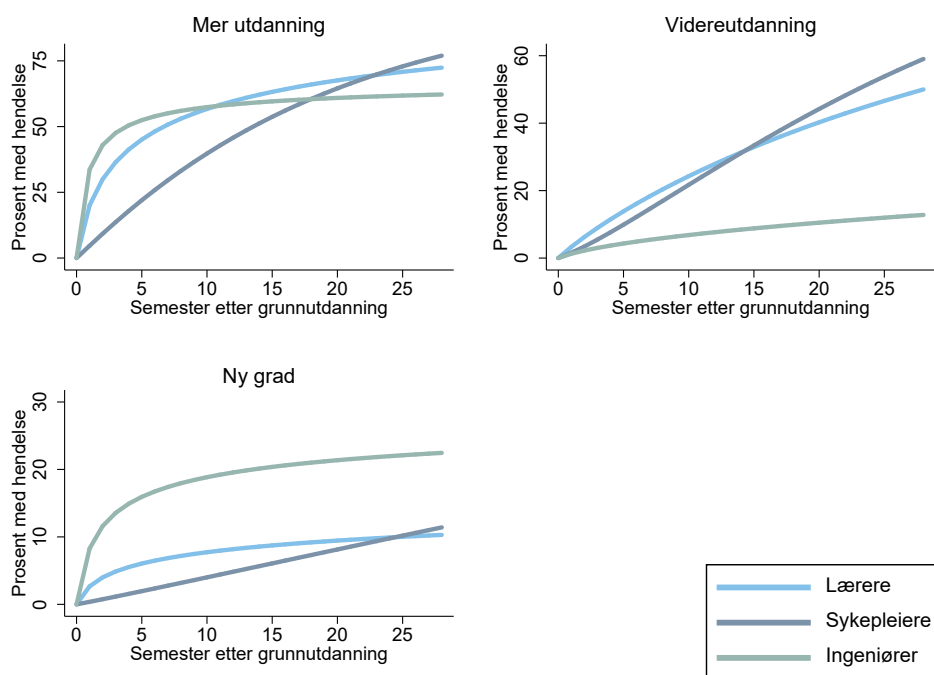 Mer utdanning
Prosent med hendelse
75
50
25
0
0 5 10 15 20 25
Semester etter grunnutdanning
Videreutdanning
Prosent med hendelse
60
40
20
0
0 5 10 15 20 25
Semester etter grunnutdanning
Ny grad
Prosent med hendelse
30
20
10
0
0 5 10 15 20 25
Semester etter grunnutdanning
Lærere
Sykepleiere
Ingeniører